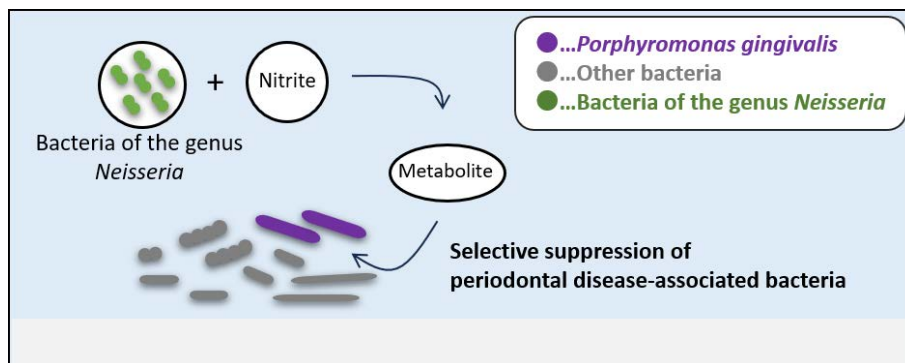 ●...Porphyromonas gingivalis
●...Other bacteria
●...Bacteria of the genus Neisseria
+
Nitrite
Bacteria of the genus
Neisseria
Metabolite
Selective suppression of
periodontal disease-associated bacteria